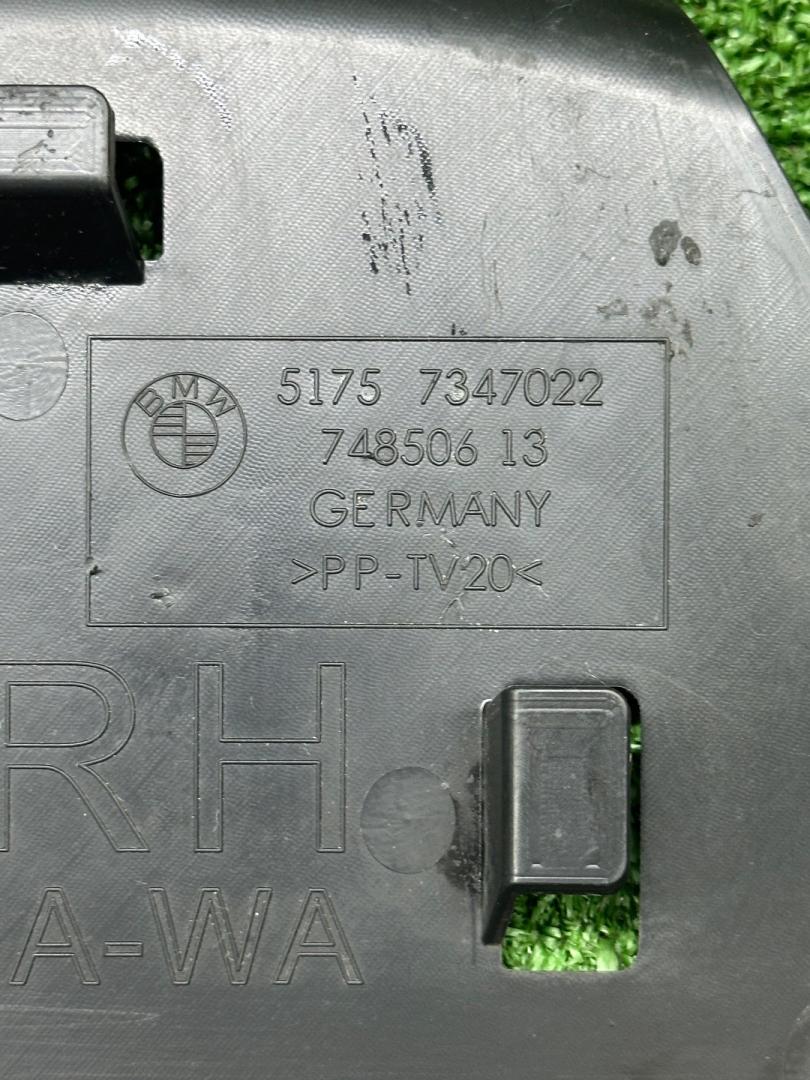 BMW
5175 7347022
748506 13
GERMANY
>PP-TV20<
RH
A-WA